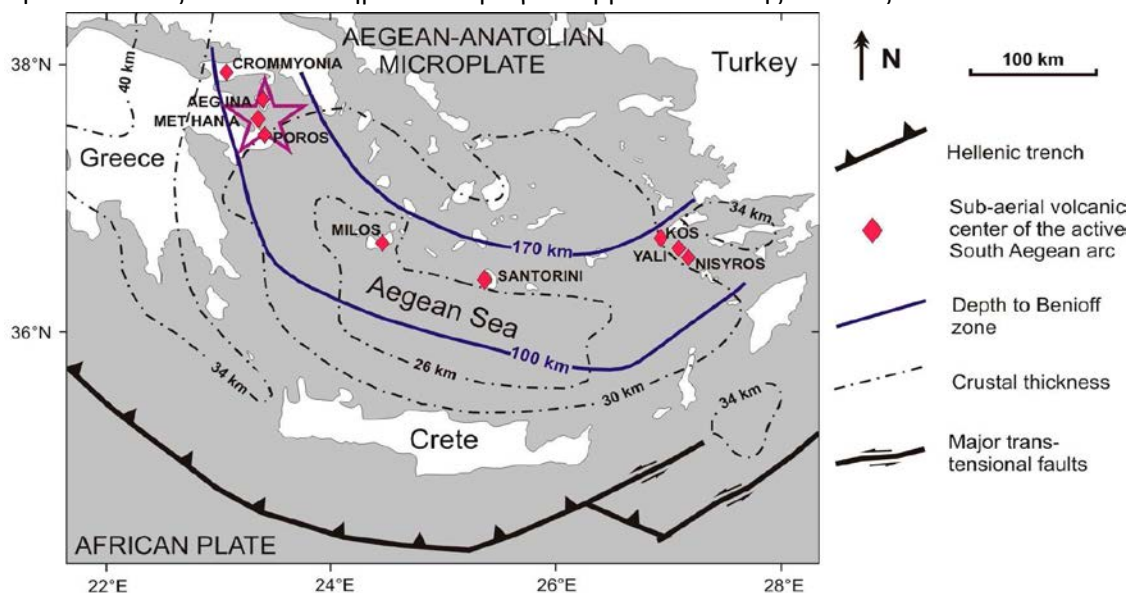 AEGEAN-ANATOLIAN
MICROPLATE
Turkey
N
100 km
38°N
40 km
CROMMYONIA
AEGINA
METHANA
POROS
Greece
Hellenic trench
34 km
MILOS
170 km
KOS
YALI
NISYROS
SANTORINI
Sub-aerial volcanic
center of the active
South Aegean arc
Aegean Sea
36°N
100 km
26 km
30 km
34 km
34 km
Depth to Benioff
zone
Crustal thickness
Crete
Major trans-
tensional faults
AFRICAN PLATE
22°E
24°E
26°E
28°E